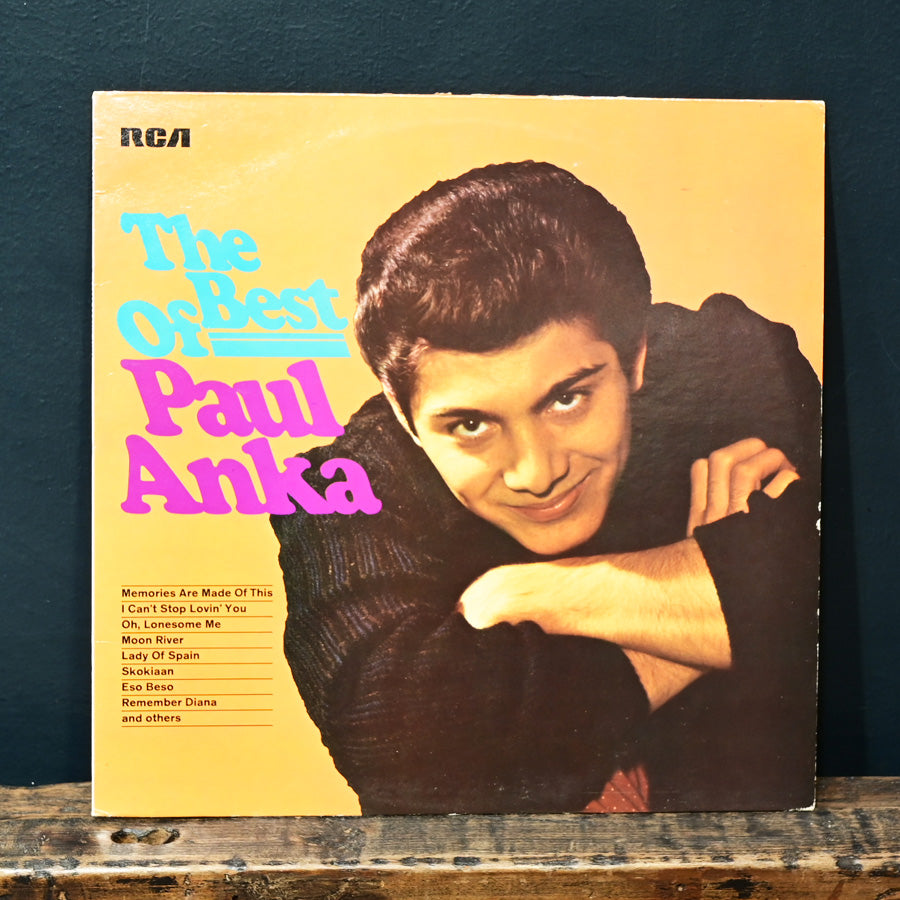 RCA
The
Best
Of
Paul
Anka
Memories Are Made Of This
I Can't Stop Lovin' You
Oh, Lonesome Me
Moon River
Lady Of Spain
Skokiaan
Eso Beso
Remember Diana
and others